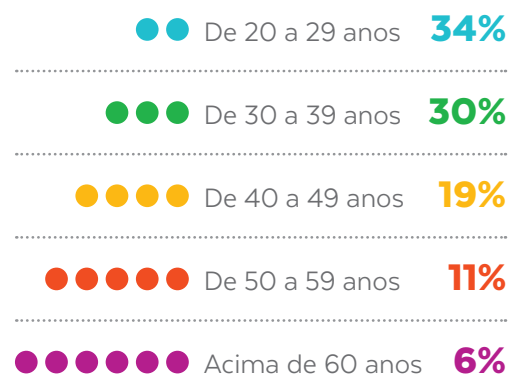 De 20 a 29 anos 34%
De 30 a 39 anos 30%
De 40 a 49 anos 19%
De 50 a 59 anos 11%
Acima de 60 anos 6%